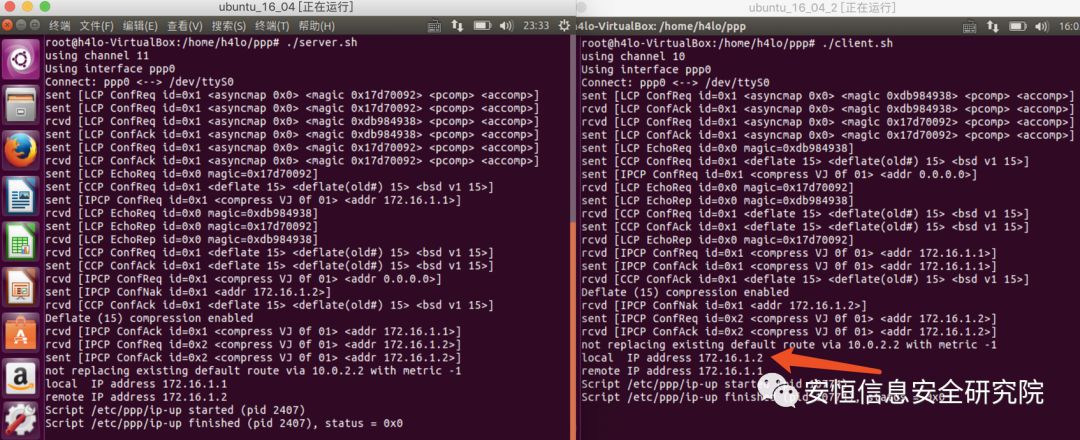 ubuntu_16_04 [正在运行]
终端 文件(F) 编辑(E) 查看(V) 搜索(S) 终端(T) 帮助(H)
23:33
root@h4lo-VirtualBox:/home/h4lo/ppp# ./server.sh
using channel 11
Using interface ppp0
Connect: ppp0 <--> /dev/ttyS0
sent [LCP ConfReq id=0x1 <asyncmap 0x0> <magic 0x17d70092> <pcomp> <accomp>]
rcvd [LCP ConfReq id=0x1 <asyncmap 0x0> <magic 0xdb984938> <pcomp> <accomp>]
sent [LCP ConfAck id=0x1 <asyncmap 0x0> <magic 0xdb984938> <pcomp> <accomp>]
sent [LCP ConfReq id=0x1 <asyncmap 0x0> <magic 0x17d70092> <pcomp> <accomp>]
rcvd [LCP ConfAck id=0x1 <asyncmap 0x0> <magic 0x17d70092> <pcomp> <accomp>]
sent [LCP EchoReq id=0x0 magic=0x17d70092]
sent [CCP ConfReq id=0x1 <deflate 15> <deflate(old#) 15> <bsd v1 15>]
sent [IPCP ConfReq id=0x1 <compress VJ 0f 01> <addr 172.16.1.1>]
rcvd [LCP EchoReq id=0x0 magic=0xdb984938]
sent [LCP EchoRep id=0x0 magic=0x17d70092]
rcvd [LCP EchoRep id=0x0 magic=0xdb984938]
rcvd [CCP ConfReq id=0x1 <deflate 15> <deflate(old#) 15> <bsd v1 15>]
sent [CCP ConfAck id=0x1 <deflate 15> <deflate(old#) 15> <bsd v1 15>]
rcvd [IPCP ConfReq id=0x1 <compress VJ 0f 01> <addr 0.0.0.0>]
sent [IPCP ConfNak id=0x1 <addr 172.16.1.2>]
rcvd [CCP ConfAck id=0x1 <deflate 15> <deflate(old#) 15> <bsd v1 15>]
Deflate (15) compression enabled
rcvd [IPCP ConfAck id=0x1 <compress VJ 0f 01> <addr 172.16.1.1>]
rcvd [IPCP ConfReq id=0x2 <compress VJ 0f 01> <addr 172.16.1.2>]
sent [IPCP ConfAck id=0x2 <compress VJ 0f 01> <addr 172.16.1.2>]
not replacing existing default route via 10.0.2.2 with metric -1
local  IP address 172.16.1.1
remote IP address 172.16.1.2
Script /etc/ppp/ip-up started (pid 2407)
Script /etc/ppp/ip-up finished (pid 2407), status = 0x0
ubuntu_16_04_2 [正在运行]
h4lo-VirtualBox: /home/h4lo/ppp
root@h4lo-VirtualBox:/home/h4lo/ppp# ./client.sh
using channel 10
Using interface ppp0
Connect: ppp0 <--> /dev/ttyS0
sent [LCP ConfReq id=0x1 <asyncmap 0x0> <magic 0xdb984938> <pcomp> <accomp>]
rcvd [LCP ConfAck id=0x1 <asyncmap 0x0> <magic 0xdb984938> <pcomp> <accomp>]
rcvd [LCP ConfReq id=0x1 <asyncmap 0x0> <magic 0x17d70092> <pcomp> <accomp>]
sent [LCP ConfAck id=0x1 <asyncmap 0x0> <magic 0x17d70092> <pcomp> <accomp>]
sent [LCP EchoReq id=0x0 magic=0xdb984938]
sent [CCP ConfReq id=0x1 <deflate 15> <deflate(old#) 15> <bsd v1 15>]
sent [IPCP ConfReq id=0x1 <compress VJ 0f 01> <addr 0.0.0.0>]
rcvd [LCP EchoReq id=0x0 magic=0x17d70092]
sent [LCP EchoRep id=0x0 magic=0xdb984938]
rcvd [CCP ConfReq id=0x1 <deflate 15> <deflate(old#) 15> <bsd v1 15>]
sent [CCP ConfAck id=0x1 <deflate 15> <deflate(old#) 15> <bsd v1 15>]
rcvd [LCP EchoRep id=0x0 magic=0x17d70092]
rcvd [IPCP ConfReq id=0x1 <compress VJ 0f 01> <addr 172.16.1.1>]
sent [IPCP ConfAck id=0x1 <compress VJ 0f 01> <addr 172.16.1.1>]
rcvd [CCP ConfAck id=0x1 <deflate 15> <deflate(old#) 15> <bsd v1 15>]
Deflate (15) compression enabled
rcvd [IPCP ConfNak id=0x1 <addr 172.16.1.2>]
sent [IPCP ConfReq id=0x2 <compress VJ 0f 01> <addr 172.16.1.2>]
rcvd [IPCP ConfAck id=0x2 <compress VJ 0f 01> <addr 172.16.1.2>]
not replacing existing default route via 10.0.2.2 with metric -1
local  IP address 172.16.1.2
remote IP address 172.16.1.1
Script /etc/ppp/ip-up
Script /etc/ppp/ip-up
安恒信息安全研究院